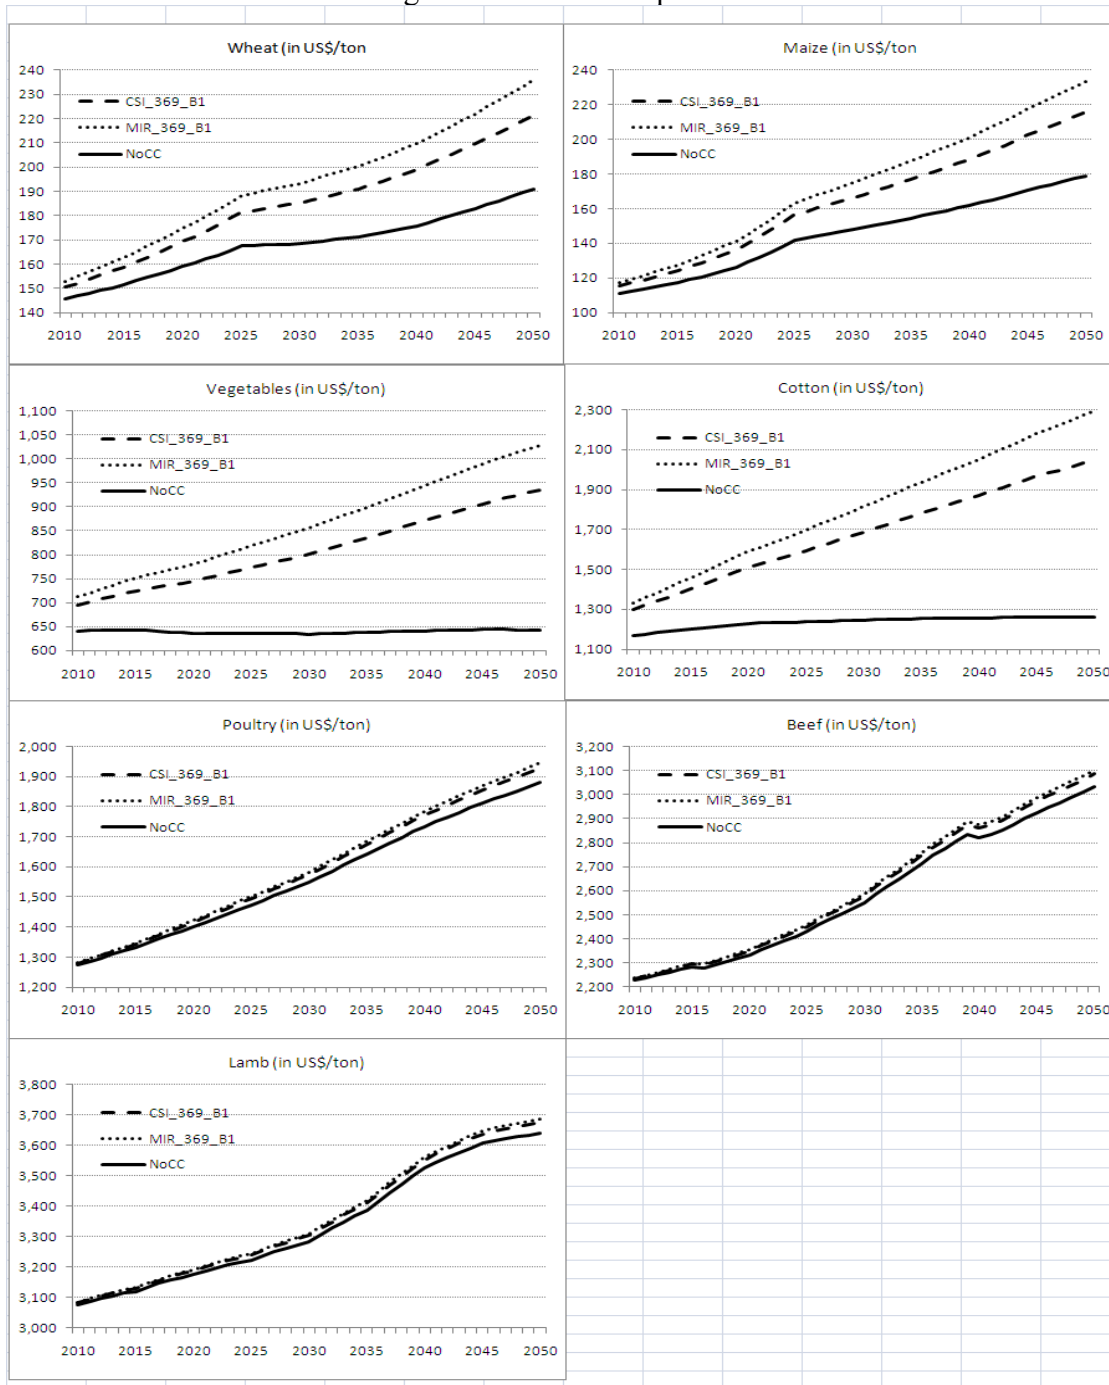 Wheat (in US$/ton
240
230
220
210
200
190
180
170
160
150
140
CSI_369_B1
MIR_369_B1
NoCC
2010 2015 2020 2025 2030 2035 2040 2045 2050
Maize (in US$/ton
240
220
200
180
160
140
120
100
CSI_369_B1
MIR_369_B1
NoCC
2010 2015 2020 2025 2030 2035 2040 2045 2050
Vegetables (in US$/ton)
1,100
1,050
1,000
950
900
850
800
750
700
650
600
CSI_369_B1
MIR_369_B1
NoCC
2010 2015 2020 2025 2030 2035 2040 2045 2050
Cotton (in US$/ton)
2,300
2,100
1,900
1,700
1,500
1,300
1,100
CSI_369_B1
MIR_369_B1
NoCC
2010 2015 2020 2025 2030 2035 2040 2045 2050
Poultry (in US$/ton)
2,000
1,900
1,800
1,700
1,600
1,500
1,400
1,300
1,200
CSI_369_B1
MIR_369_B1
NoCC
2010 2015 2020 2025 2030 2035 2040 2045 2050
Beef (in US$/ton)
3,200
3,100
3,000
2,900
2,800
2,700
2,600
2,500
2,400
2,300
2,200
CSI_369_B1
MIR_369_B1
NoCC
2010 2015 2020 2025 2030 2035 2040 2045 2050
Lamb (in US$/ton)
3,800
3,700
3,600
3,500
3,400
3,300
3,200
3,100
3,000
CSI_369_B1
MIR_369_B1
NoCC
2010 2015 2020 2025 2030 2035 2040 2045 2050